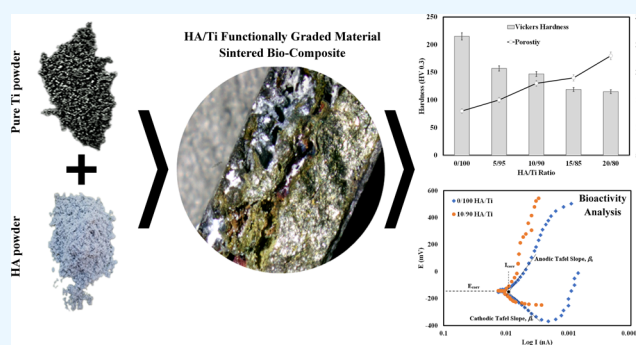 Pure Ti powder
HA powder
HA/Ti Functionally Graded Material
Sintered Bio-Composite
Hardness (HV 0.3)
250
200
150
100
50
0
Vickers Hardness
Porostiy
0/100
5/95
10/90
15/85
20/80
HA/Ti Ratio
E (mV)
600
400
200
0
-200
-400
0/100 HA/Ti
10/90 HA/Ti
Bioactivity
Analysis
Anodic Tafel Slope, βa
Icorr
Ecorr
Cathodic Tafel Slope, βc
0.1
0.01
0.001
0.0001
Log I (nA)